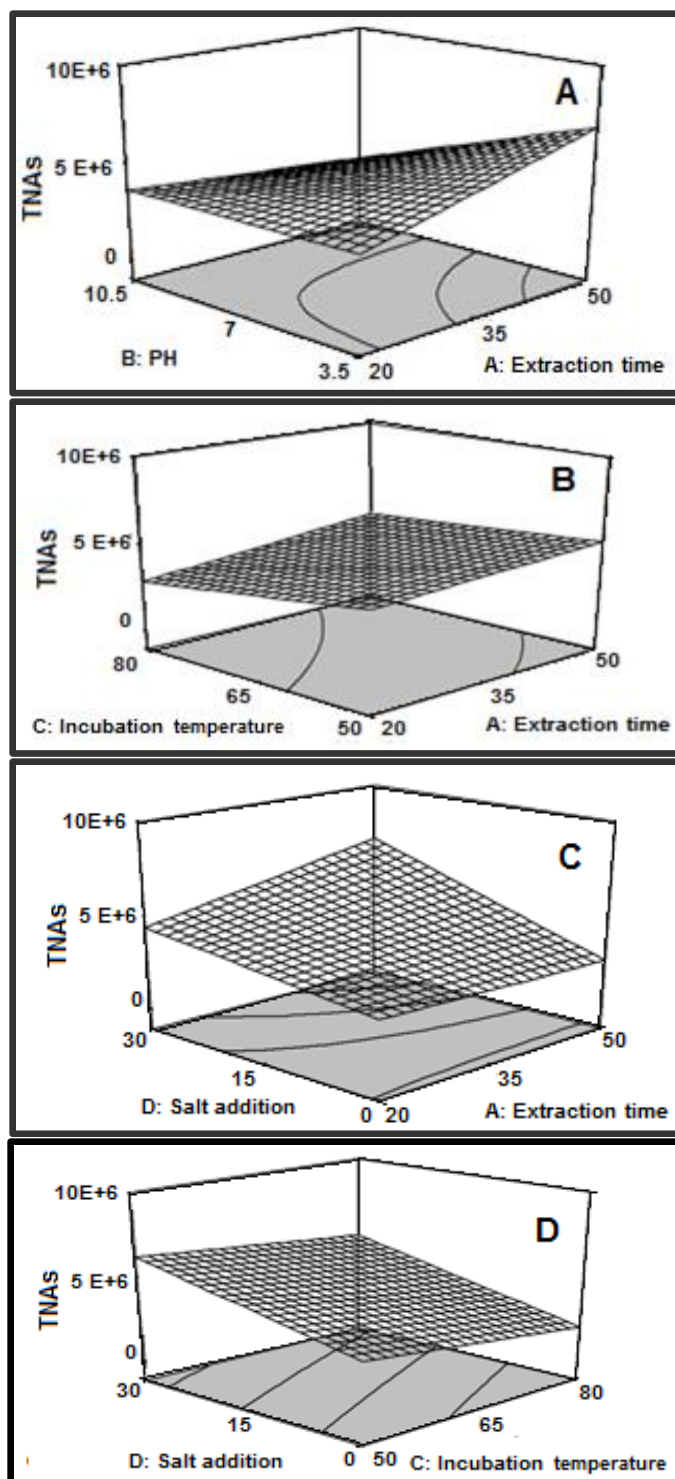 10E+6
A
TNAs
5 E+6
0
10.5
50
7
35
B: PH
3.5 20
A: Extraction time
10E+6
B
TNAs
5 E+6
0
80
50
65
35
C: Incubation temperature
50 20
A: Extraction time
10E+6
C
TNAs
5 E+6
0
30
50
15
35
D: Salt addition
0 20
A: Extraction time
10E+6
D
TNAs
5 E+6
0
30
80
15
65
D: Salt addition
0 50
C: Incubation temperature